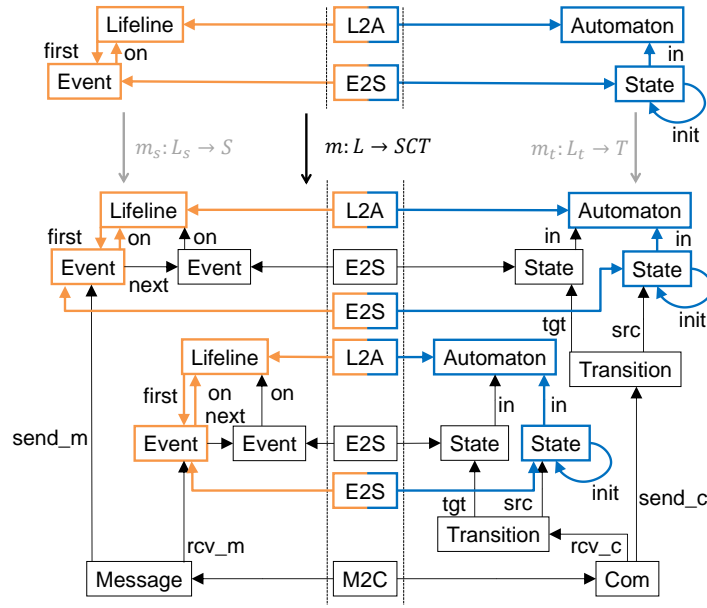 Lifeline L2A Automaton
first on in
Event E2S State
init
m_s: L_s → S m: L → SCT m_t: L_t → T
Lifeline L2A Automaton
first on on in in
Event next Event E2S State State
E2S init
tgt src
Lifeline L2A Automaton Transition
first on on in in
next
send_m Event Event E2S State State
E2S init
tgt src send_c
Transition
rcv_m rcv_c
Message M2C Com